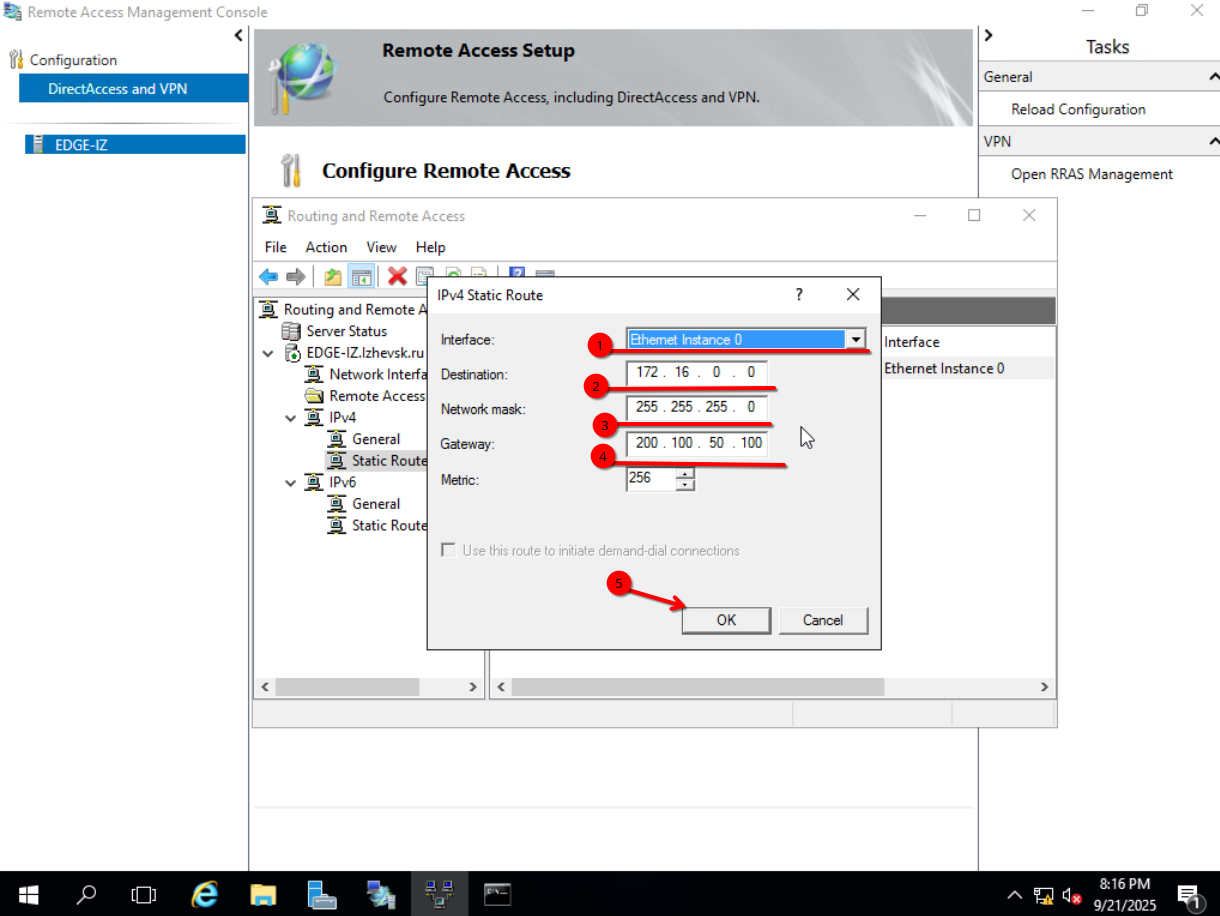 Remote Access Management Console
Configuration
DirectAccess and VPN
EDGE-IZ
Remote Access Setup
Configure Remote Access, including DirectAccess and VPN.
Configure Remote Access
Tasks
General
Reload Configuration
VPN
Open RRAS Management
Routing and Remote Access
File Action View Help
Routing and Remote A
Server Status
EDGE-IZ.Izhevsk.ru
Network Interfa
Remote Access
IPv4
General
Static Route
IPv6
General
Static Route
IPv4 Static Route
?
Interface:
1
Ethernet Instance 0
Destination:
2
172 . 16 . 0 . 0
Network mask:
3
255 . 255 . 255 . 0
Gateway:
4
200 . 100 . 50 . 100
Metric:
256
Use this route to initiate demand-dial connections
5
OK
Cancel
Interface
Ethernet Instance 0
8:16 PM
9/21/2025
1